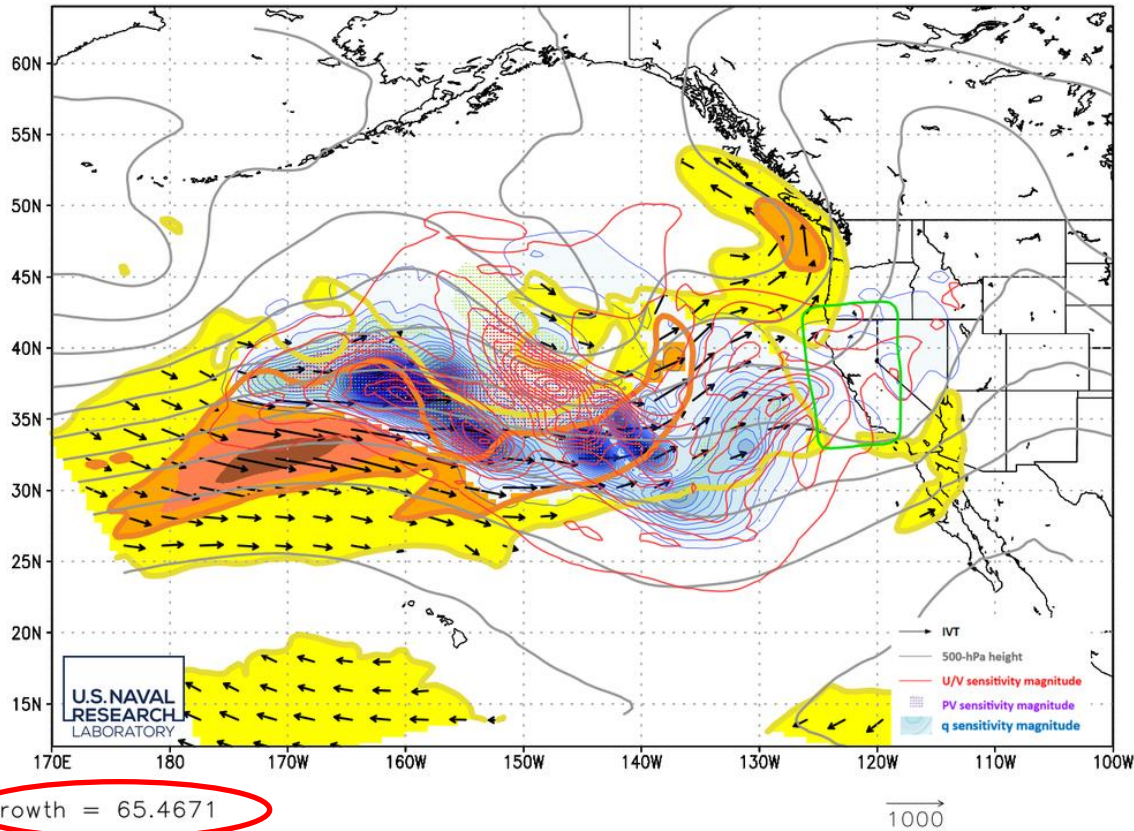 60N
55N
50N
45N
40N
35N
30N
25N
20N
15N
U.S. NAVAL
RESEARCH
LABORATORY
IVT
500-hPa height
U/V sensitivity magnitude
PV sensitivity magnitude
q sensitivity magnitude
170E 180 170W 160W 150W 140W 130W 120W 110W 100W
rowth = 65.4671
1000